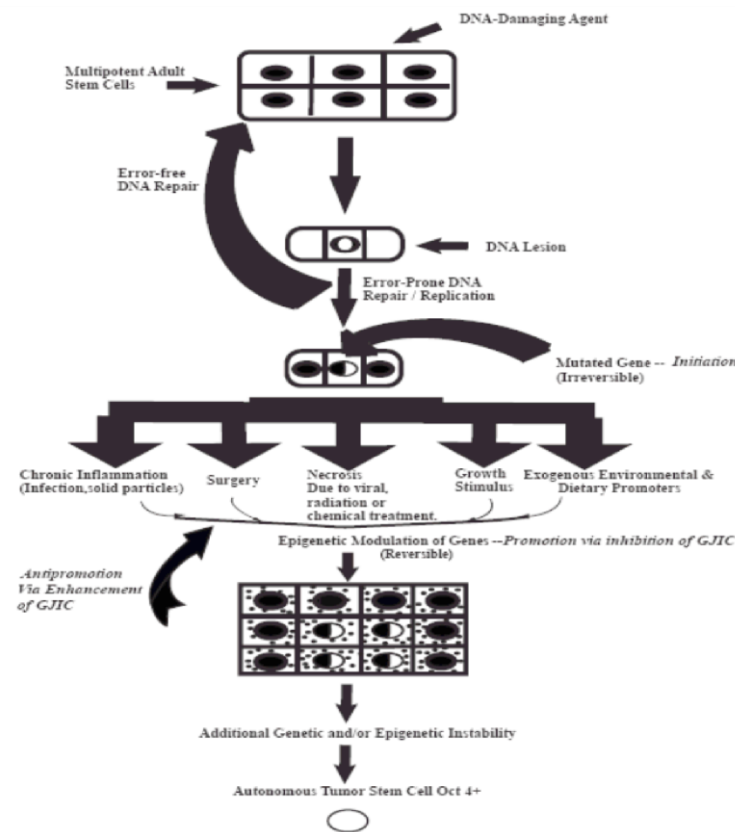 DNA-Damaging Agent
Multipotent Adult
Stem Cells
Error-free
DNA Repair
DNA Lesion
Error-Prone DNA
Repair / Replication
Mutated Gene -- Initiation
(Irreversible)
Chronic Inflammation
(Infection,solid particles)
Surgery
Necrosis
Due to viral,
radiation or
chemical treatment.
Growth
Stimulus
Exogenous Environmental &
Dietary Promoters
Epigenetic Modulation of Genes --Promotion via inhibition of GJIC
(Reversible)
Antipromotion
Via Enhancement
of GJIC
Additional Genetic and/or Epigenetic Instability
Autonomous Tumor Stem Cell Oct 4+